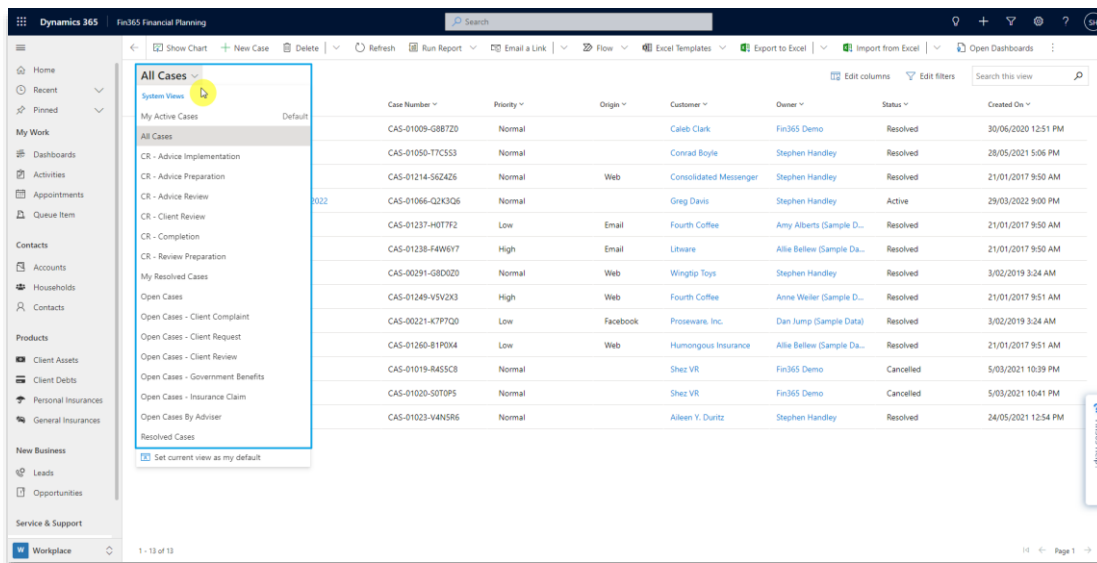 Dynamics 365 Fin365 Financial Planning Search ?
Show Chart New Case Delete Refresh Run Report Email a Link Flow Excel Templates Export to Excel Import from Excel Open Dashboards
Home
Recent
Pinned
My Work
Dashboards
Activities
Appointments
Queue Item
Contacts
Accounts
Households
Contacts
Products
Client Assets
Client Debts
Personal Insurances
General Insurances
New Business
Leads
Opportunities
Service & Support
W Workplace
All Cases
Edit columns Edit filters Search this view
System Views
My Active Cases Default
All Cases
CR - Advice Implementation
CR - Advice Preparation
CR - Advice Review
CR - Client Review
CR - Completion
CR - Review Preparation
My Resolved Cases
Open Cases
Open Cases - Client Complaint
Open Cases - Client Request
Open Cases - Client Review
Open Cases - Government Benefits
Open Cases - Insurance Claim
Open Cases By Adviser
Resolved Cases
Set current view as my default
Case Number Priority Origin Customer Owner Status Created On
CAS-01009-G8B7Z0 Normal Caleb Clark Fin365 Demo Resolved 30/06/2020 12:51 PM
CAS-01050-T7C5S3 Normal Conrad Boyle Stephen Handley Resolved 28/05/2021 5:06 PM
CAS-01214-S6Z4Z6 Normal Web Consolidated Messenger Stephen Handley Resolved 21/01/2017 9:50 AM
2022 CAS-01066-Q2K3Q6 Normal Greg Davis Stephen Handley Active 29/03/2022 9:00 PM
CAS-01237-H0T7F2 Low Email Fourth Coffee Amy Alberts (Sample D... Resolved 21/01/2017 9:50 AM
CAS-01238-F4W6Y7 High Email Litware Allie Bellew (Sample Da... Resolved 21/01/2017 9:50 AM
CAS-00291-G8D0Z0 Normal Web Wingtip Toys Stephen Handley Resolved 3/02/2019 3:24 AM
CAS-01249-V5V2X3 High Web Fourth Coffee Anne Weiler (Sample D... Resolved 21/01/2017 9:51 AM
CAS-00221-K7P7Q0 Low Facebook Proseware, Inc. Dan Jump (Sample Data) Resolved 3/02/2019 3:24 AM
CAS-01260-B1P0X4 Low Web Humongous Insurance Allie Bellew (Sample Da... Resolved 21/01/2017 9:51 AM
CAS-01019-R4S5C8 Normal Shez VR Fin365 Demo Cancelled 5/03/2021 10:39 PM
CAS-01020-S0T0P5 Normal Shez VR Fin365 Demo Cancelled 5/03/2021 10:41 PM
CAS-01023-V4N5R6 Normal Aileen Y. Duritz Stephen Handley Resolved 24/05/2021 12:54 PM
1 - 13 of 13 Page 1